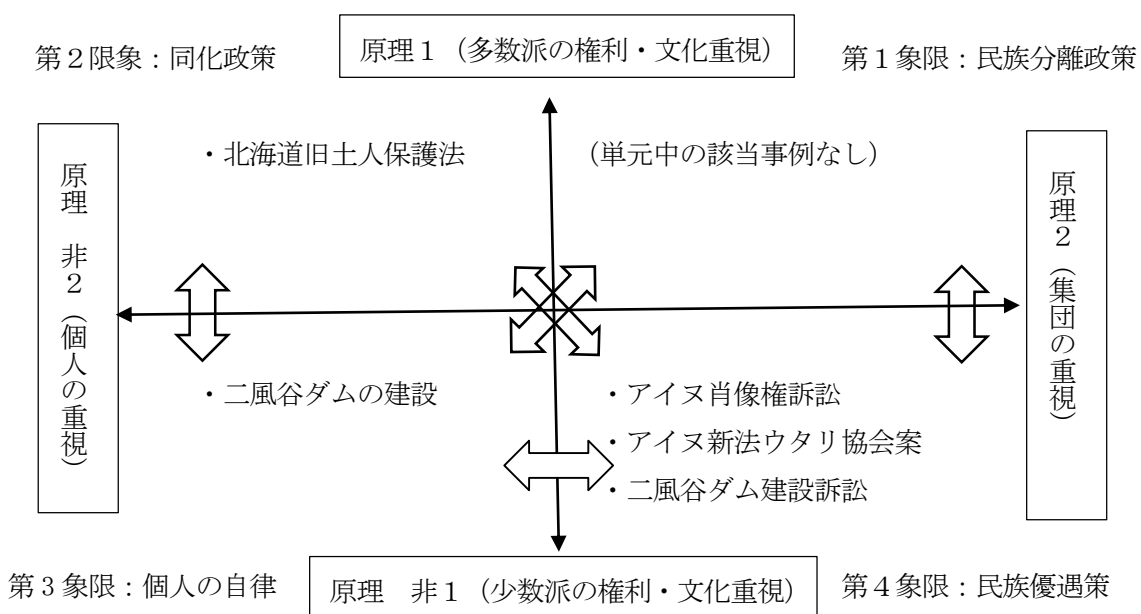 原理１（多数派の権利・文化重視）
第２限象：同化政策
第１象限：民族分離政策
・北海道旧土人保護法
（単元中の該当事例なし）
原理　非２（個人の重視）
原理２（集団の重視）
・二風谷ダムの建設
・アイヌ肖像権訴訟
・アイヌ新法ウタリ協会案
・二風谷ダム建設訴訟
第３象限：個人の自律
原理　非１（少数派の権利・文化重視）
第４象限：民族優遇策